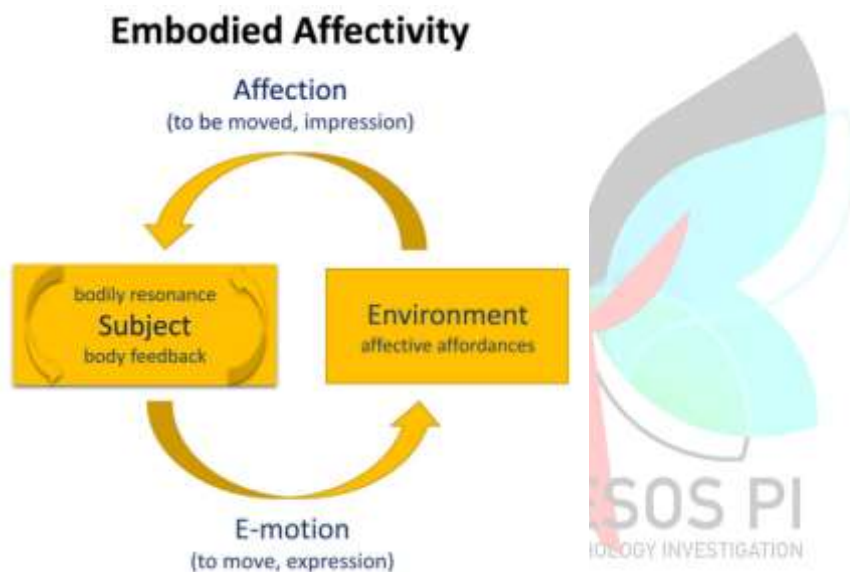 Embodied Affectivity
Affection
(to be moved, impression)
bodily resonance
Subject
body feedback
Environment
affective affordances
E-motion
(to move, expression)
PI
INVESTIGATION